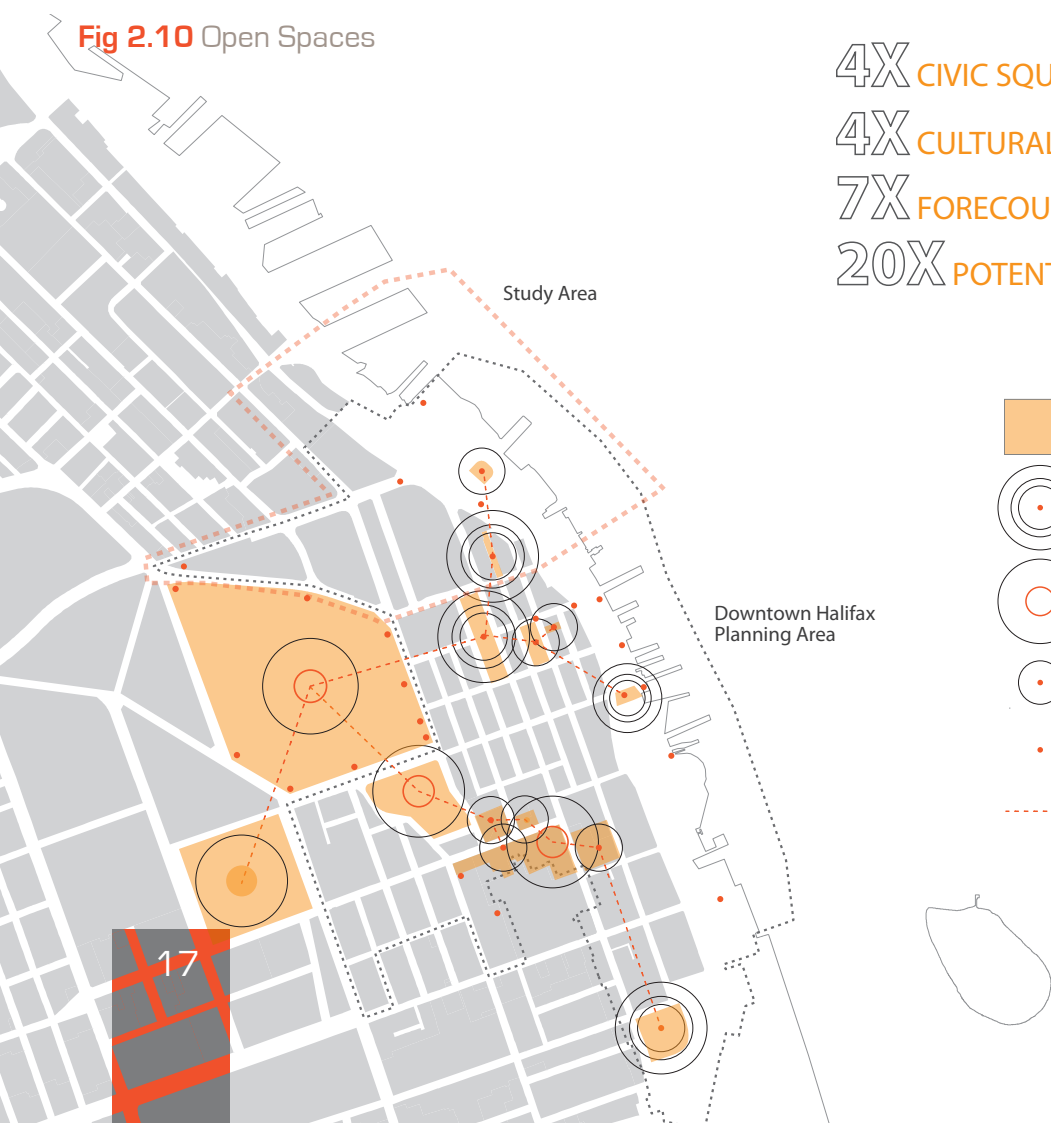 Fig 2.10 Open Spaces
4X CIVIC SQU
4X CULTURAL
7X FORECOU
20X POTENT
Study Area
Downtown Halifax
Planning Area
17